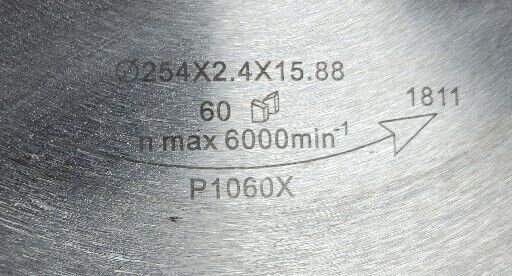 Ø254X2.4X15.88
60
1811
n max 6000min⁻¹
P1060X